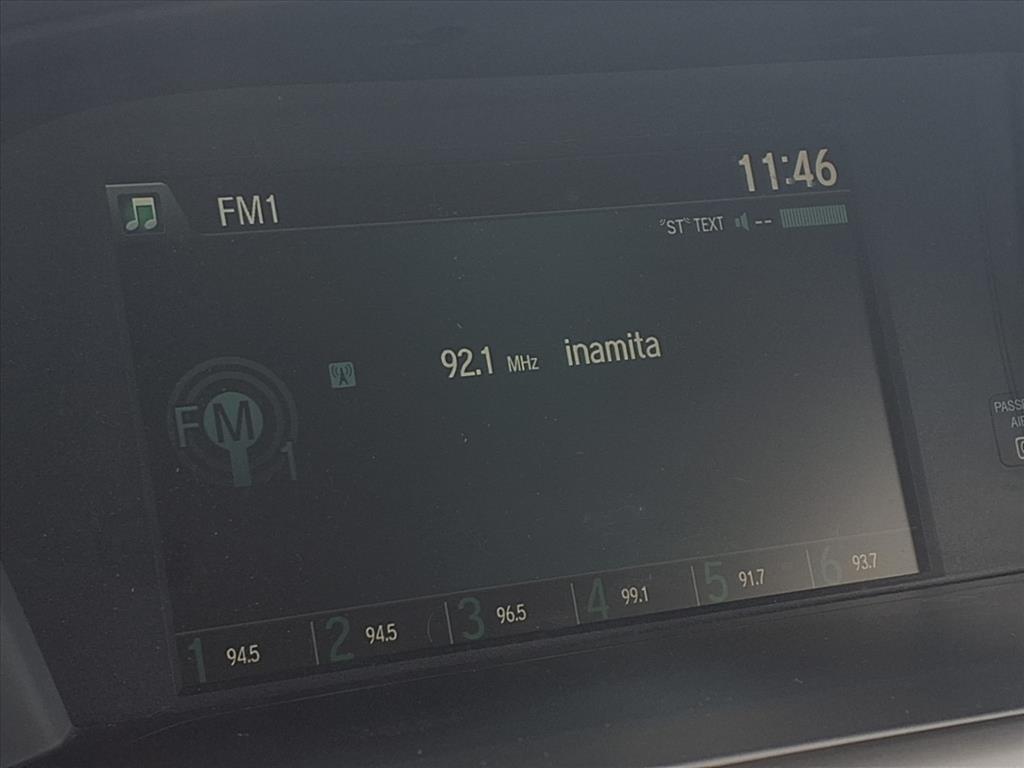 11:46
FM1
ST TEXT --
92.1 MHz inamita
FM
1
1 94.5 2 94.5 3 96.5 4 99.1 5 91.7 6 93.7